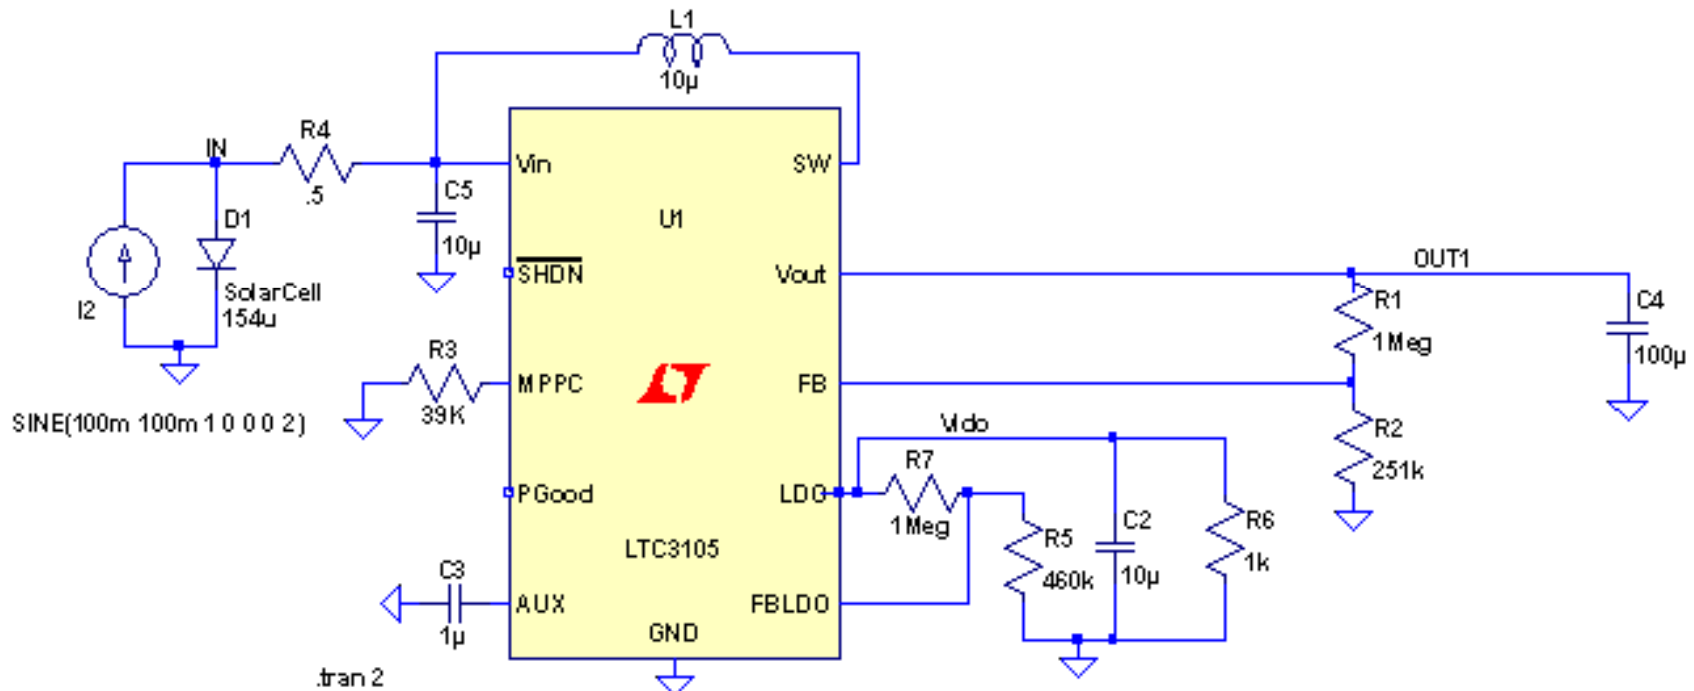 L1
10µ
R4
IN
.5
Vin
SW
C5
10µ
U1
D1
SolarCell
154u
I2
SHDN
Vout
OUT1
R1
1Meg
C4
100µ
R3
39K
MPPC
FB
SINE(100m 100m 1 0 0 0 2)
Vldo
R2
251k
PGood
LDO
R7
1Meg
C2
10µ
R6
1k
R5
460k
LTC3105
C3
1µ
AUX
FBLDO
GND
.tran 2